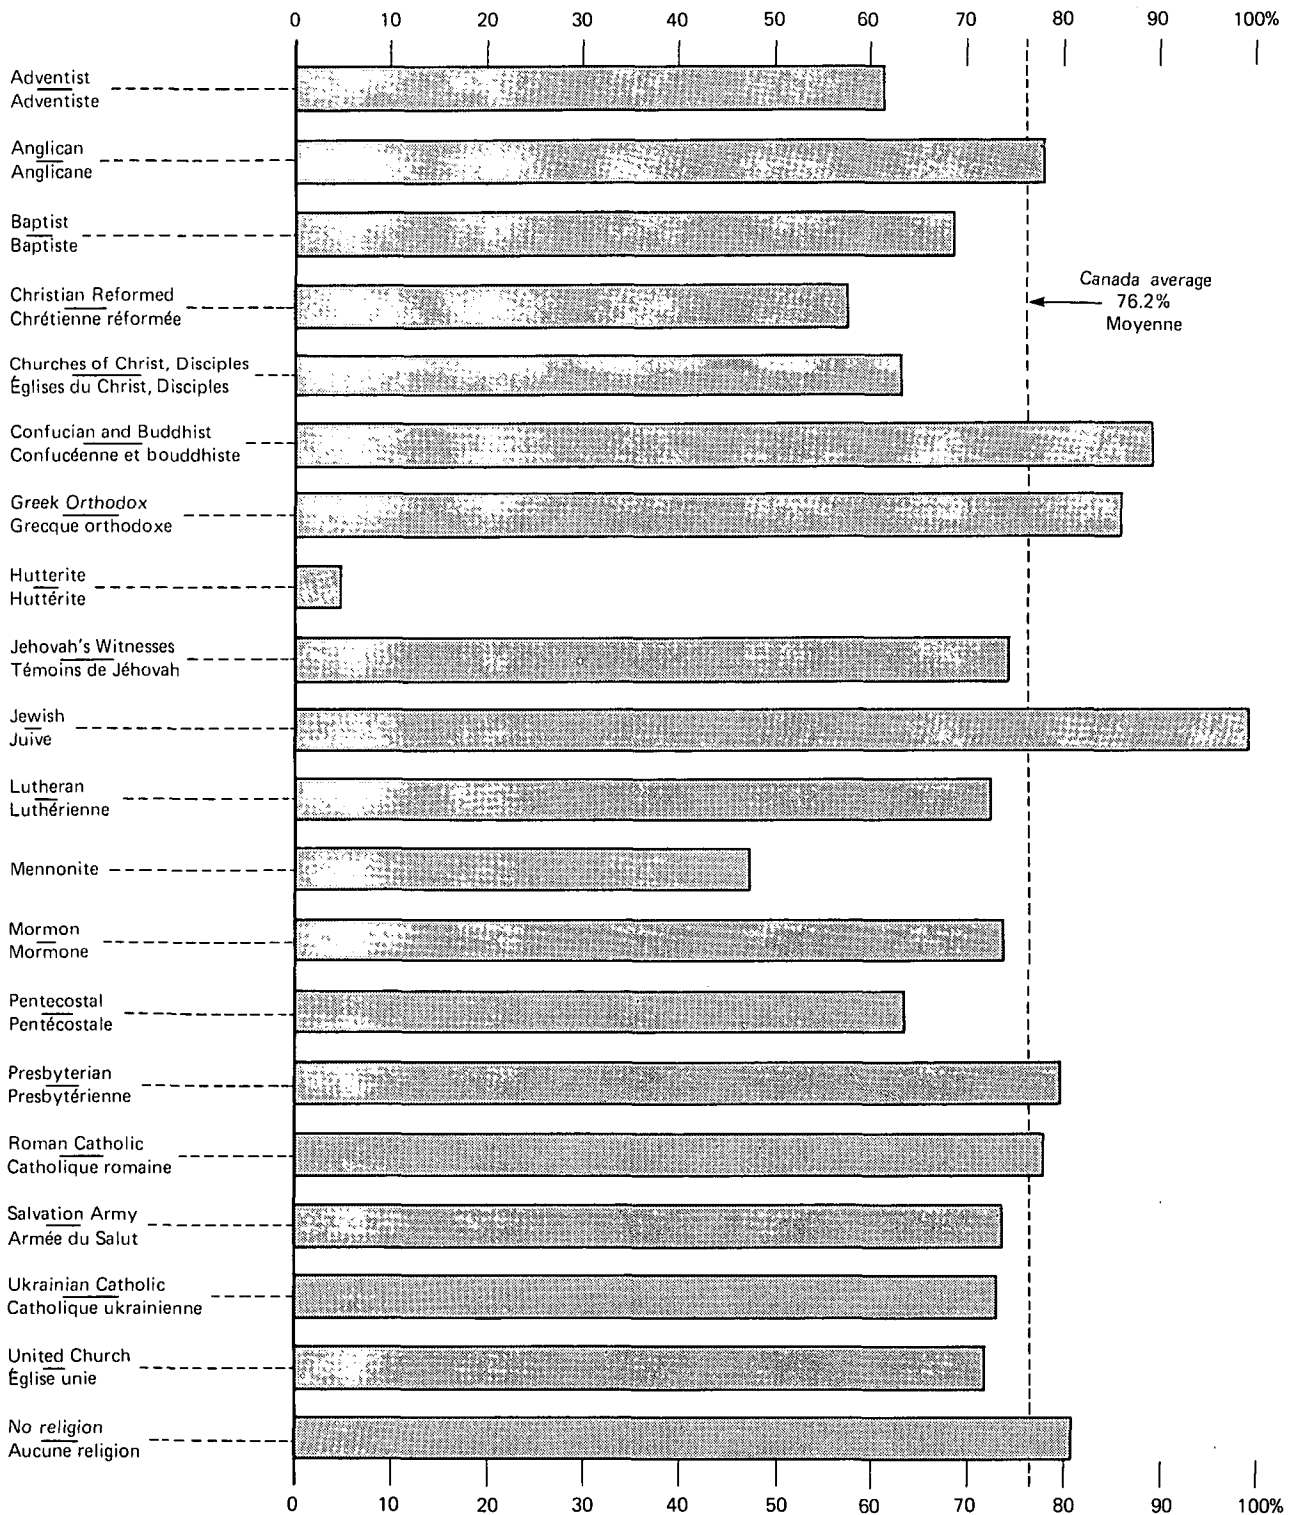 0 10 20 30 40 50 60 70 80 90 100%
Adventist
Adventiste
Anglican
Anglicane
Baptist
Baptiste
Christian Reformed
Chrétienne réformée
Canada average
76.2%
Moyenne
Churches of Christ, Disciples
Églises du Christ, Disciples
Confucian and Buddhist
Confucéenne et bouddhiste
Greek Orthodox
Grecque orthodoxe
Hutterite
Huttérite
Jehovah's Witnesses
Témoins de Jéhovah
Jewish
Juive
Lutheran
Luthérienne
Mennonite
Mormon
Mormone
Pentecostal
Pentécostale
Presbyterian
Presbytérienne
Roman Catholic
Catholique romaine
Salvation Army
Armée du Salut
Ukrainian Catholic
Catholique ukrainienne
United Church
Église unie
No religion
Aucune religion
0 10 20 30 40 50 60 70 80 90 100%